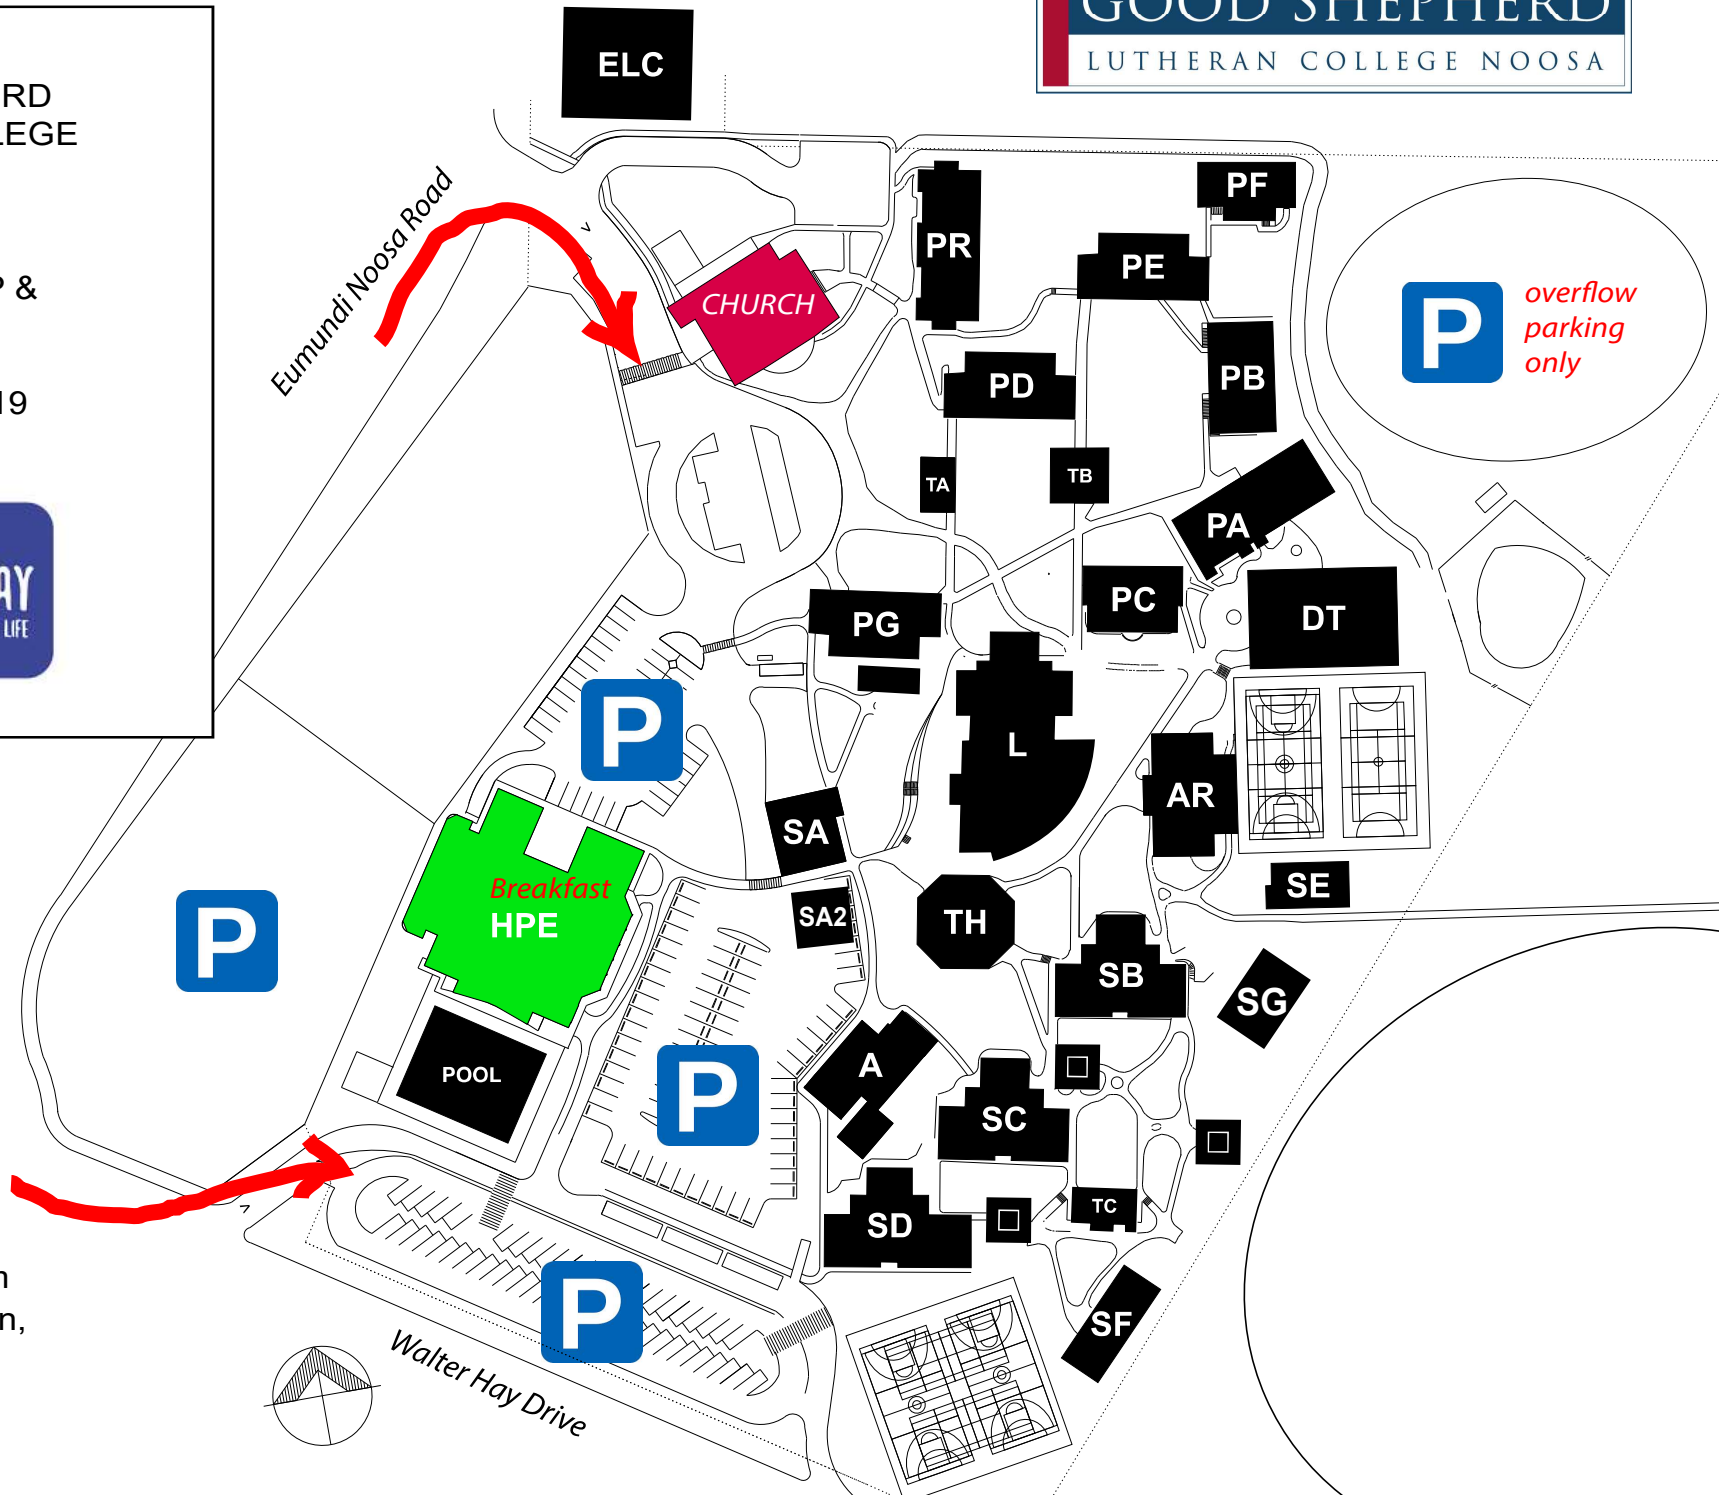 GOOD SHEPHERD
LUTHERAN COLLEGE NOOSA
ELC
RD
LEGE
P &
19
AY
LIFE
Eumundi Noosa Road
CHURCH
PR
PF
PE
PD
PB
P
overflow
parking
only
TA
TB
PA
PG
PC
DT
P
L
AR
SA
SE
Breakfast
HPE
SA2
TH
P
SB
SG
POOL
P
A
SC
TC
SD
P
SF
Walter Hay Drive
n
n,